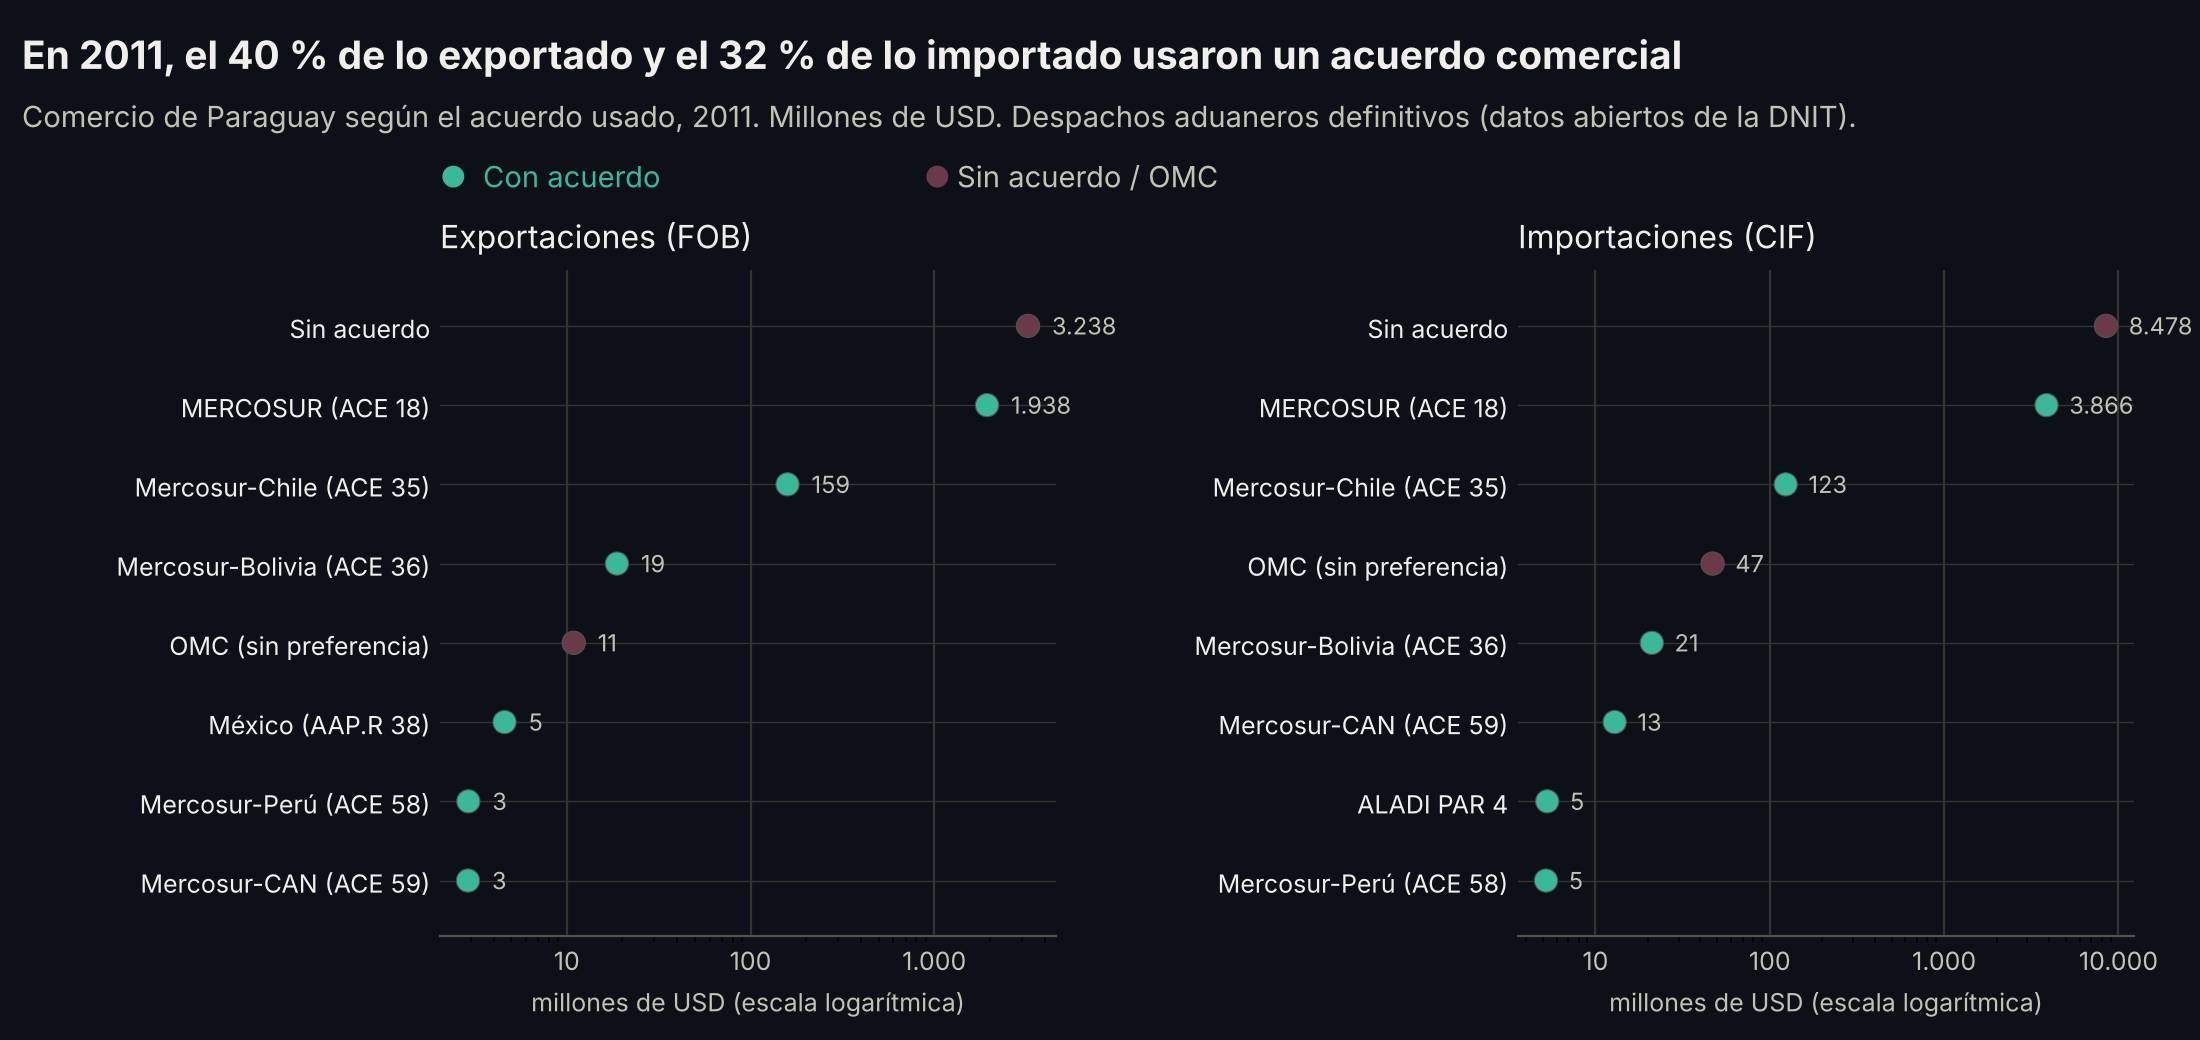 En 2011, el 40 % de lo exportado y el 32 % de lo importado usaron un acuerdo comercial
Comercio de Paraguay según el acuerdo usado, 2011. Millones de USD. Despachos aduaneros definitivos (datos abiertos de la DNIT).
Con acuerdo
Sin acuerdo / OMC
Exportaciones (FOB)
Sin acuerdo 3.238
MERCOSUR (ACE 18) 1.938
Mercosur-Chile (ACE 35) 159
Mercosur-Bolivia (ACE 36) 19
OMC (sin preferencia) 11
México (AAP.R 38) 5
Mercosur-Perú (ACE 58) 3
Mercosur-CAN (ACE 59) 3
10 100 1.000
millones de USD (escala logarítmica)
Importaciones (CIF)
Sin acuerdo 8.478
MERCOSUR (ACE 18) 3.866
Mercosur-Chile (ACE 35) 123
OMC (sin preferencia) 47
Mercosur-Bolivia (ACE 36) 21
Mercosur-CAN (ACE 59) 13
ALADI PAR 4 5
Mercosur-Perú (ACE 58) 5
10 100 1.000 10.000
millones de USD (escala logarítmica)